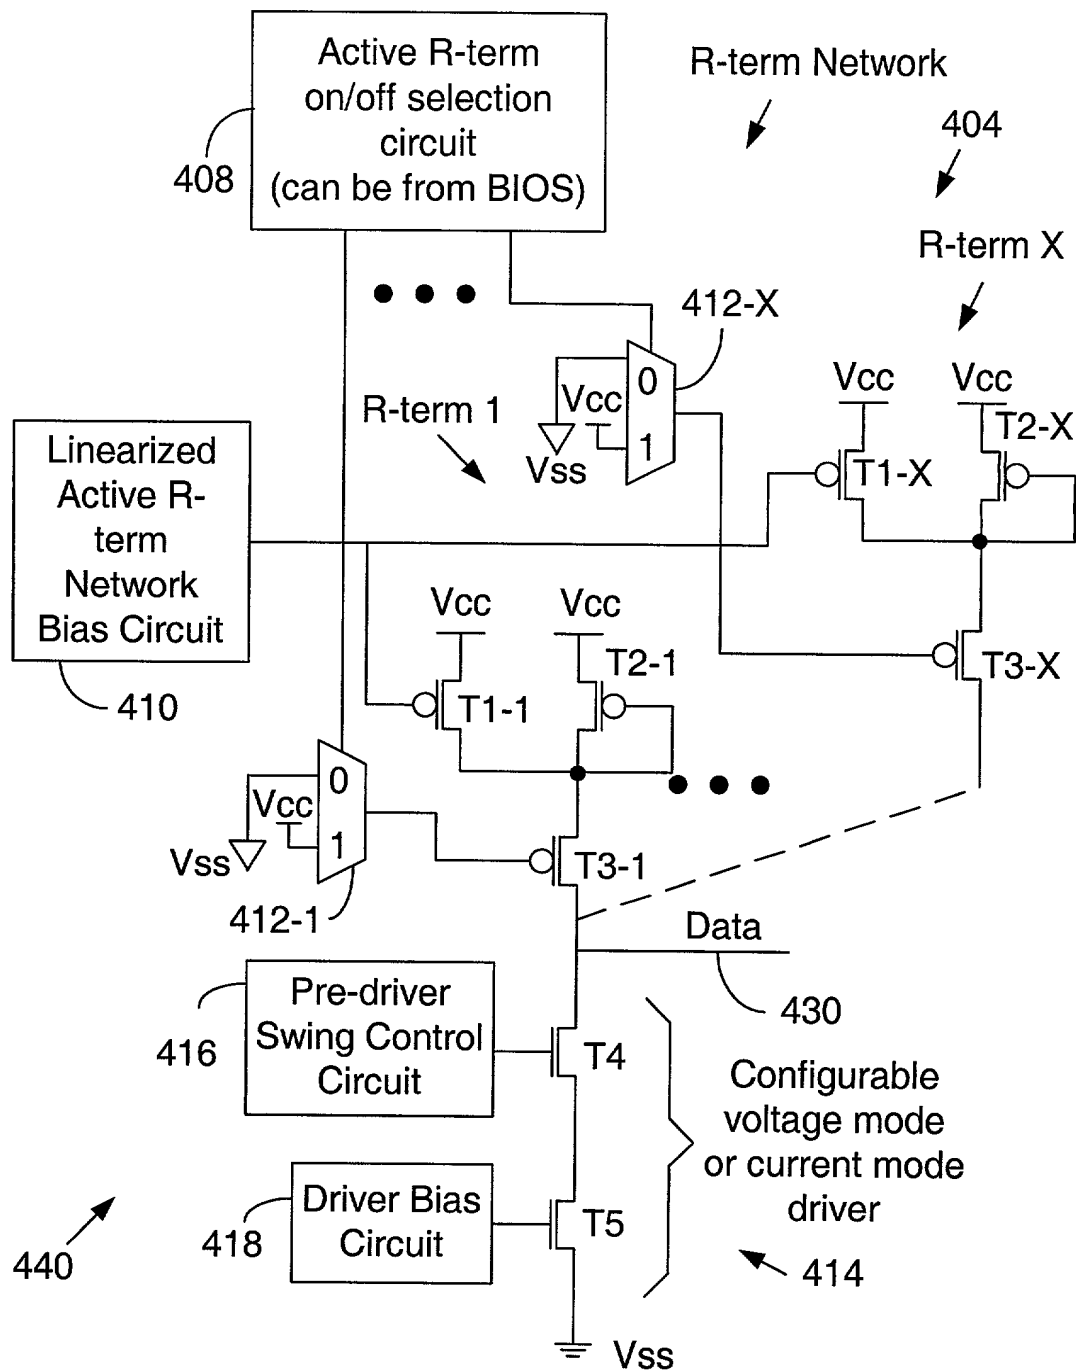 Active R-term
on/off selection
circuit
(can be from BIOS)
408
R-term Network
404
R-term X
412-X
0
1
Vcc
Vss
R-term 1
Vcc
Vcc
T2-X
T1-X
Linearized
Active R-
term
Network
Bias Circuit
410
Vcc
Vcc
T2-1
T1-1
T3-X
0
1
Vcc
Vss
T3-1
412-1
Data
430
Pre-driver
Swing Control
Circuit
416
T4
Configurable
voltage mode
or current mode
driver
Driver Bias
Circuit
418
T5
414
440
Vss